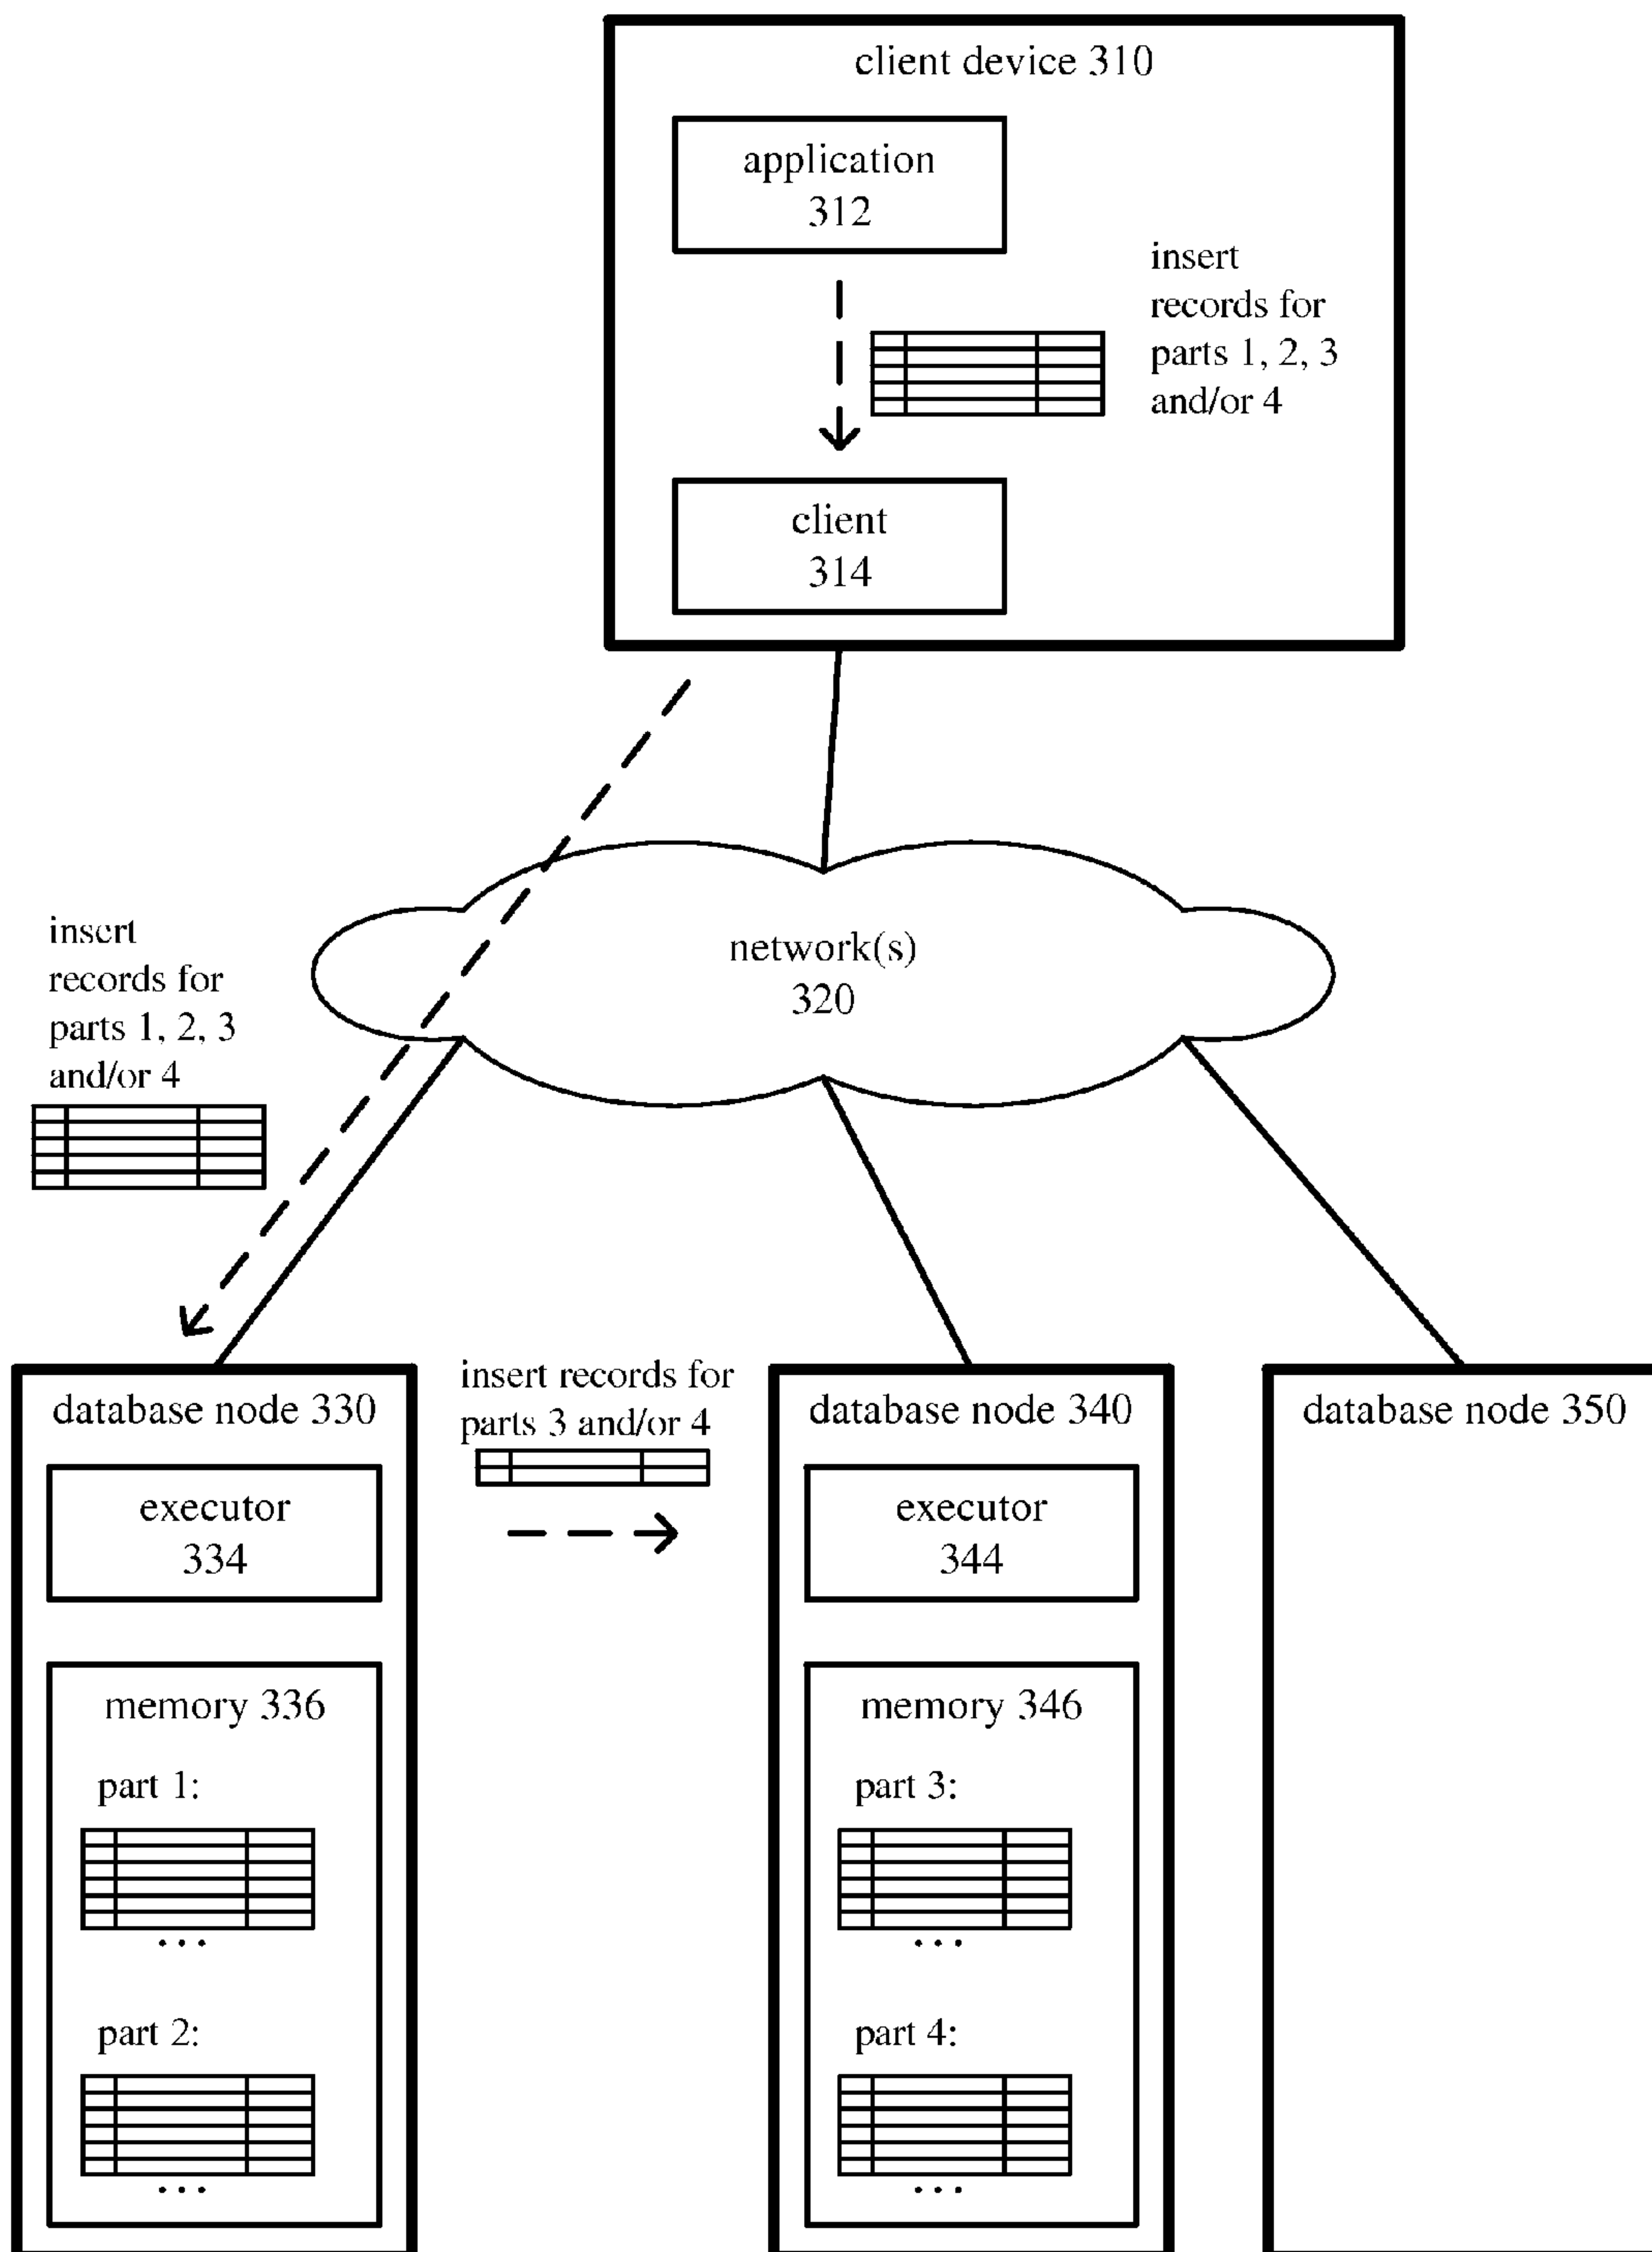 client device 310
application
312
insert
records for
parts 1, 2, 3
and/or 4
client
314
network(s)
320
insert
records for
parts 1, 2, 3
and/or 4
insert records for
parts 3 and/or 4
database node 330
executor
334
memory 336
part 1:
...
part 2:
...
database node 340
executor
344
memory 346
part 3:
...
part 4:
...
database node 350